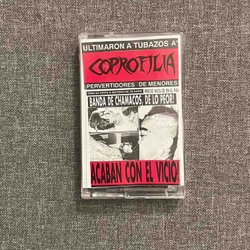 ULTIMARON A TUBAZOS A
COPROFILIA
PERVERTIDORES DE MENORES
BANDA DE CHAMACOS, DE LO PEOR!
ACABAN CON EL VICIO!